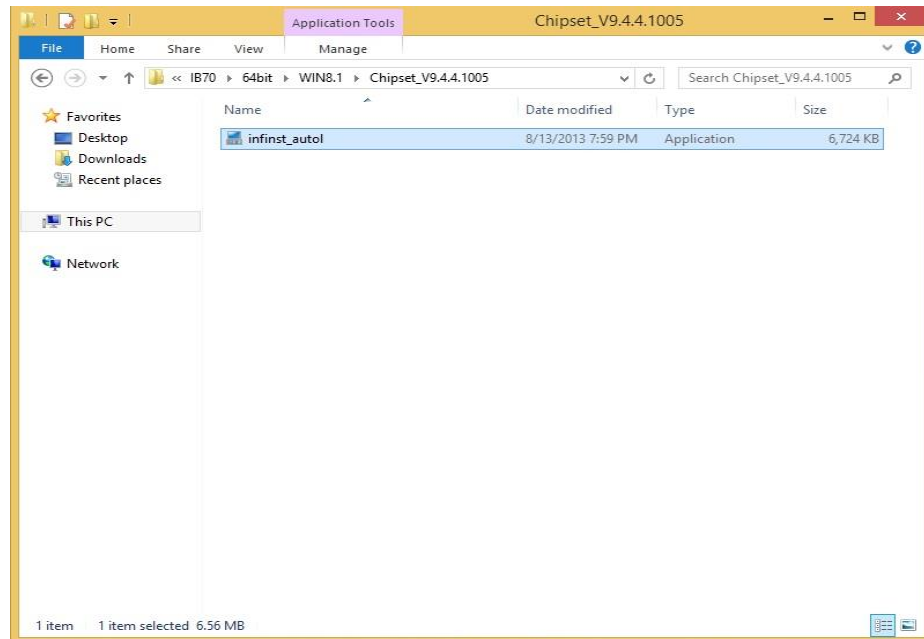 Application Tools Chipset_V9.4.4.1005
File Home Share View Manage
« IB70 64bit WIN8.1 Chipset_V9.4.4.1005 Search Chipset_V9.4.4.1005
Favorites
Desktop
Downloads
Recent places
This PC
Network
Name Date modified Type Size
infinst_autol 8/13/2013 7:59 PM Application 6,724 KB
1 item 1 item selected 6.56 MB